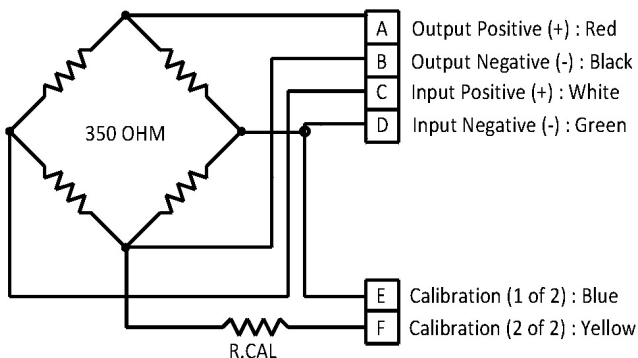 A Output Positive (+) : Red
B Output Negative (-) : Black
C Input Positive (+) : White
350 OHM
D Input Negative (-) : Green
E Calibration (1 of 2) : Blue
F Calibration (2 of 2) : Yellow
R.CAL